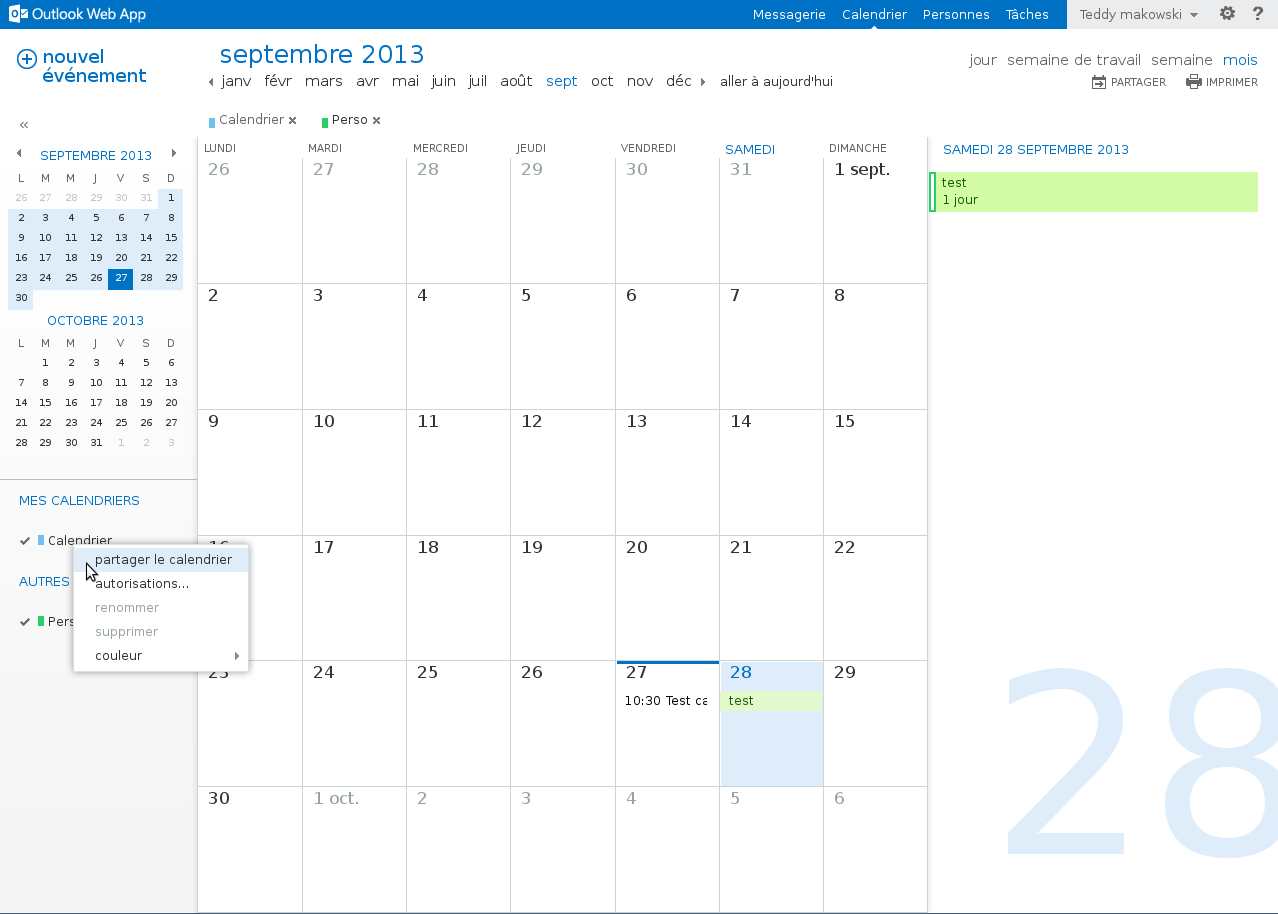 Outlook Web App
Messagerie Calendrier Personnes Tâches Teddy makowski ?
nouvel
événement
septembre 2013
janv févr mars avr mai juin juil août sept oct nov déc aller à aujourd'hui
jour semaine de travail semaine mois
PARTAGER IMPRIMER
«
Calendrier × Perso ×
SEPTEMBRE 2013
L M M J V S D
26 27 28 29 30 31 1
2 3 4 5 6 7 8
9 10 11 12 13 14 15
16 17 18 19 20 21 22
23 24 25 26 27 28 29
30
OCTOBRE 2013
L M M J V S D
1 2 3 4 5 6
7 8 9 10 11 12 13
14 15 16 17 18 19 20
21 22 23 24 25 26 27
28 29 30 31 1 2 3
MES CALENDRIERS
Calendrier
partager le calendrier
autorisations...
renommer
supprimer
couleur
AUTRES
Perso
LUNDI MARDI MERCREDI JEUDI VENDREDI SAMEDI DIMANCHE
26 27 28 29 30 31 1 sept.
2 3 4 5 6 7 8
9 10 11 12 13 14 15
16 17 18 19 20 21 22
23 24 25 26 27 28 29
10:30 Test ca test
30 1 oct. 2 3 4 5 6
SAMEDI 28 SEPTEMBRE 2013
test
1 jour
28